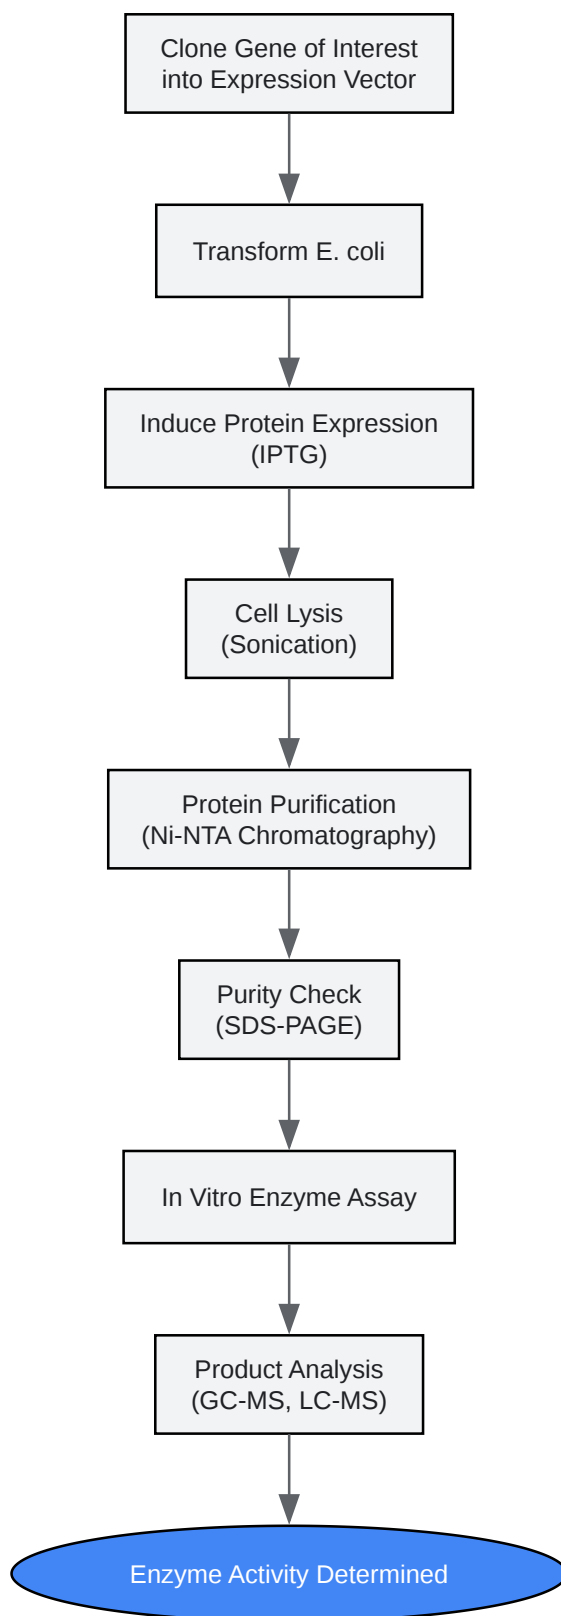 Clone Gene of Interest
into Expression Vector
Transform E. coli
Induce Protein Expression
(IPTG)
Cell Lysis
(Sonication)
Protein Purification
(Ni-NTA Chromatography)
Purity Check
(SDS-PAGE)
In Vitro Enzyme Assay
Product Analysis
(GC-MS, LC-MS)
Enzyme Activity Determined